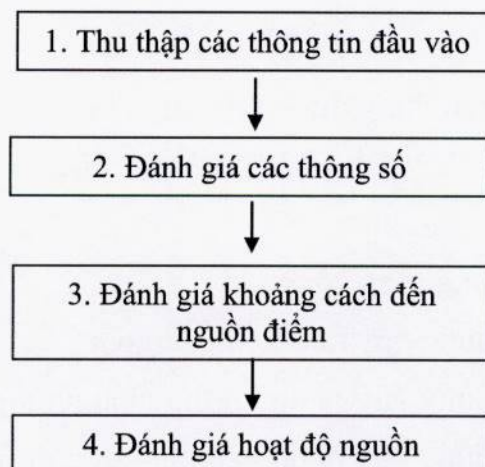 1. Thu thập các thông tin đầu vào
2. Đánh giá các thông số
3. Đánh giá khoảng cách đến
nguồn điểm
4. Đánh giá hoạt độ nguồn